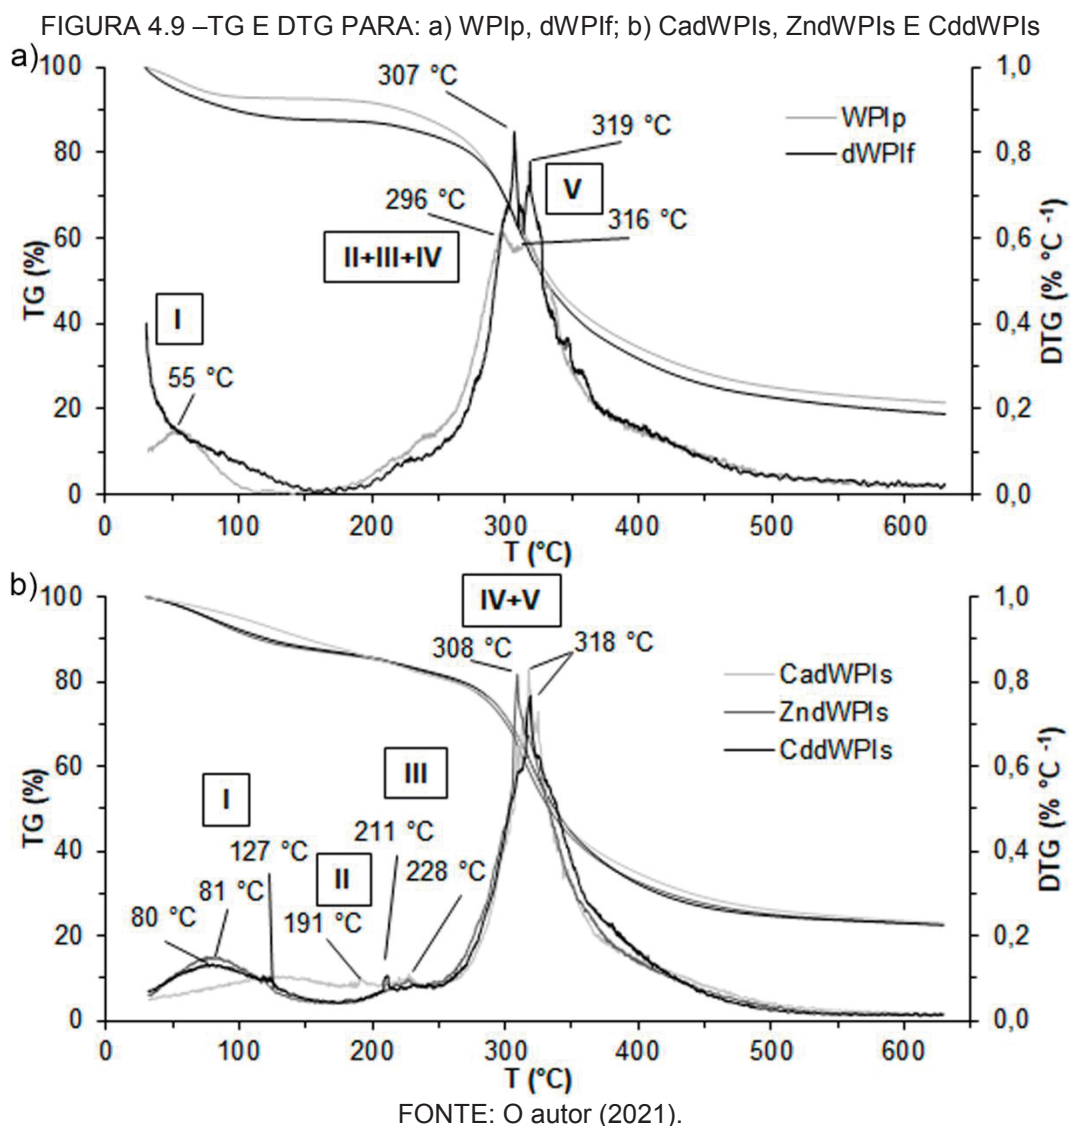 FIGURA 4.9 –TG E DTG PARA: a) WPIp, dWPIf; b) CadWPIs, ZndWPIs E CddWPIs
a)
100
80
60
40
20
0
TG (%)
1,0
0,8
0,6
0,4
0,2
0,0
DTG (% °C ⁻¹)
307 °C
319 °C
WPIp
dWPIf
V
296 °C
316 °C
II+III+IV
I
55 °C
0 100 200 300 400 500 600
T (°C)
b)
100
80
60
40
20
0
TG (%)
1,0
0,8
0,6
0,4
0,2
0,0
DTG (% °C ⁻¹)
IV+V
308 °C
318 °C
CadWPIs
ZndWPIs
CddWPIs
III
I
211 °C
127 °C
II
228 °C
81 °C
191 °C
80 °C
0 100 200 300 400 500 600
T (°C)
FONTE: O autor (2021).